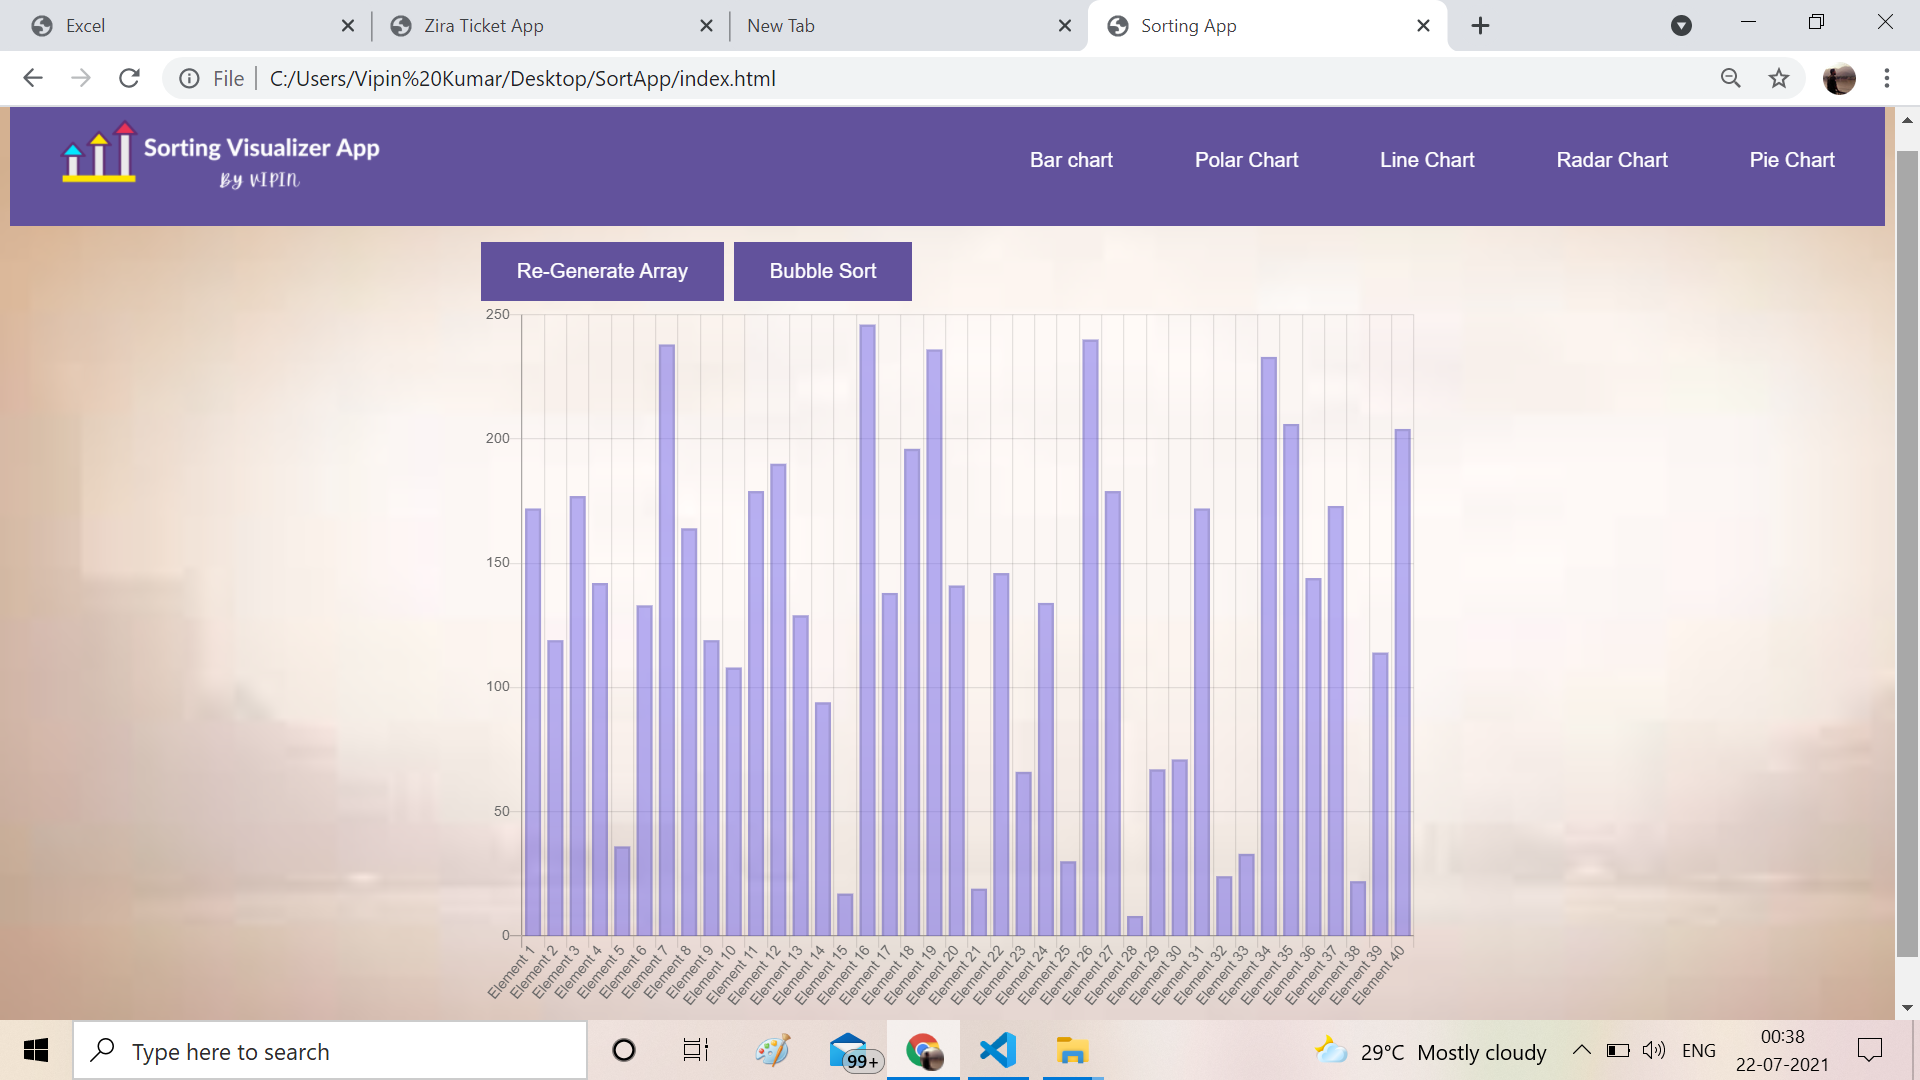 Excel
Zira Ticket App
New Tab
Sorting App
File
C:/Users/Vipin%20Kumar/Desktop/SortApp/index.html
Sorting Visualizer App
By VIPIN
Bar chart
Polar Chart
Line Chart
Radar Chart
Pie Chart
Re-Generate Array
Bubble Sort
250
200
150
100
50
0
Element 1
Element 2
Element 3
Element 4
Element 5
Element 6
Element 7
Element 8
Element 9
Element 10
Element 11
Element 12
Element 13
Element 14
Element 15
Element 16
Element 17
Element 18
Element 19
Element 20
Element 21
Element 22
Element 23
Element 24
Element 25
Element 26
Element 27
Element 28
Element 29
Element 30
Element 31
Element 32
Element 33
Element 34
Element 35
Element 36
Element 37
Element 38
Element 39
Element 40
Type here to search
99+
29°C Mostly cloudy
ENG
00:38
22-07-2021